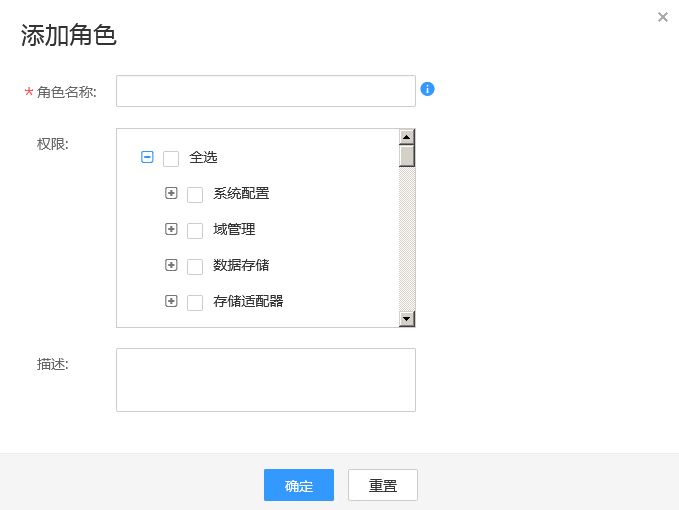 添加角色
* 角色名称:
权限:
全选
系统配置
域管理
数据存储
存储适配器
描述:
确定 重置